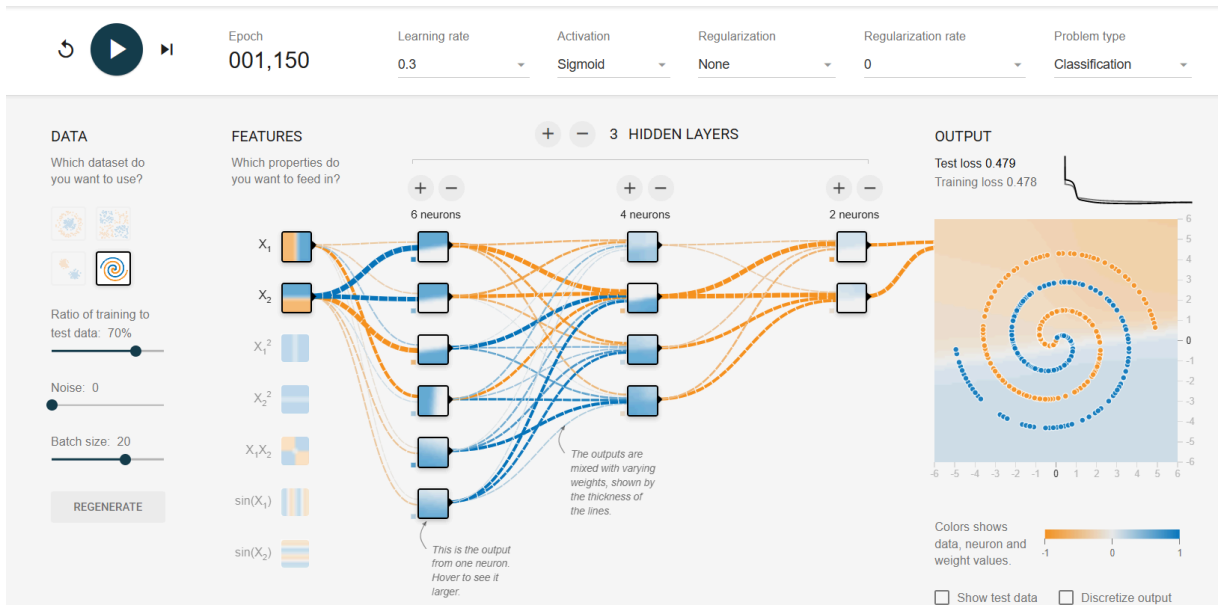 Epoch
001,150
Learning rate
0.3
Activation
Sigmoid
Regularization
None
Regularization rate
0
Problem type
Classification
DATA
Which dataset do
you want to use?
Ratio of training to
test data: 70%
Noise: 0
Batch size: 20
REGENERATE
FEATURES
Which properties do
you want to feed in?
X₁
X₂
X₁²
X₂²
X₁X₂
sin(X₁)
sin(X₂)
+ − 3 HIDDEN LAYERS
+ −
6 neurons
+ −
4 neurons
+ −
2 neurons
The outputs are
mixed with varying
weights, shown by
the thickness of
the lines.
This is the output
from one neuron.
Hover to see it
larger.
OUTPUT
Test loss 0.479
Training loss 0.478
6
5
4
3
2
1
0
-1
-2
-3
-4
-5
-6
-6 -5 -4 -3 -2 -1 0 1 2 3 4 5 6
Colors shows
data, neuron and
weight values.
-1 0 1
Show test data
Discretize output